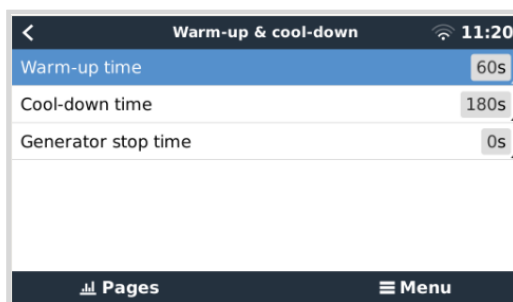 Warm-up & cool-down 11:20
Warm-up time 60s
Cool-down time 180s
Generator stop time 0s
Pages Menu